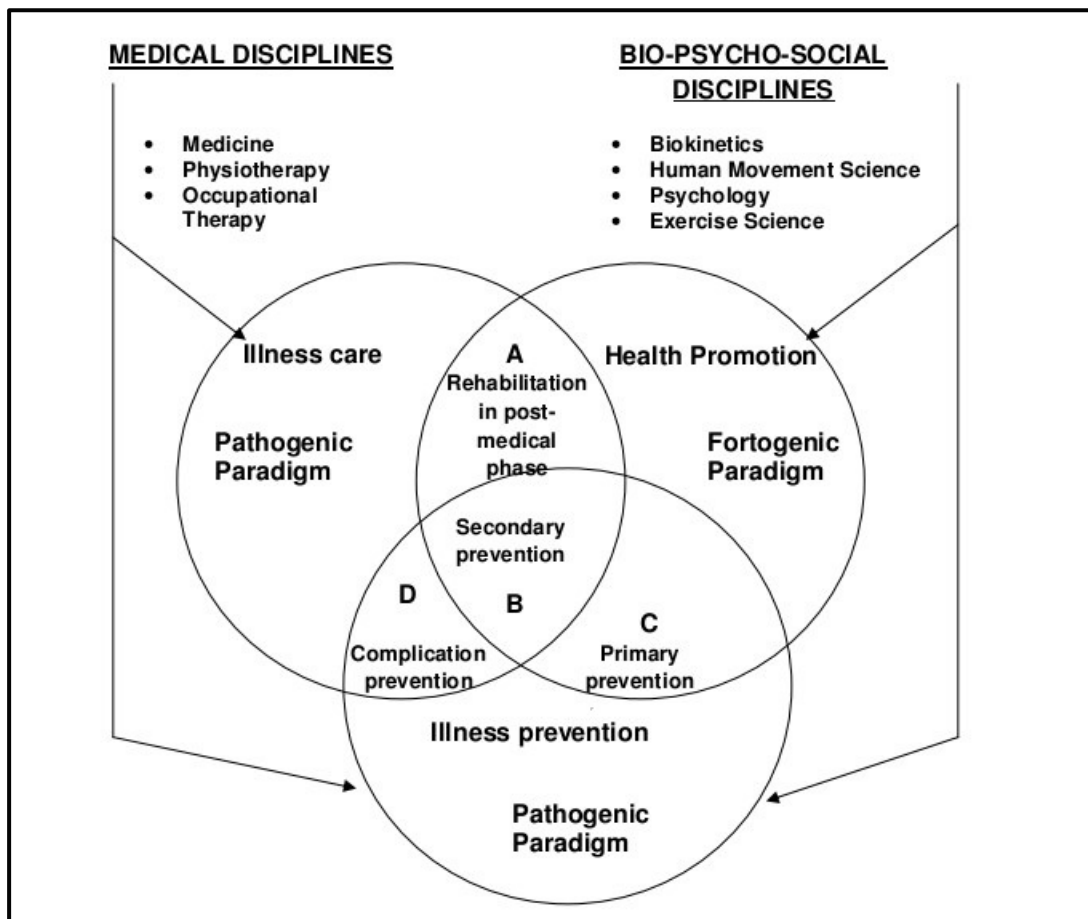 MEDICAL DISCIPLINES
• Medicine
• Physiotherapy
• Occupational
Therapy
BIO-PSYCHO-SOCIAL
DISCIPLINES
• Biokinetics
• Human Movement Science
• Psychology
• Exercise Science
Illness care
Pathogenic
Paradigm
A
Rehabilitation
in post-
medical
phase
Health Promotion
Fortogenic
Paradigm
Secondary
prevention
B
D
Complication
prevention
C
Primary
prevention
Illness prevention
Pathogenic
Paradigm